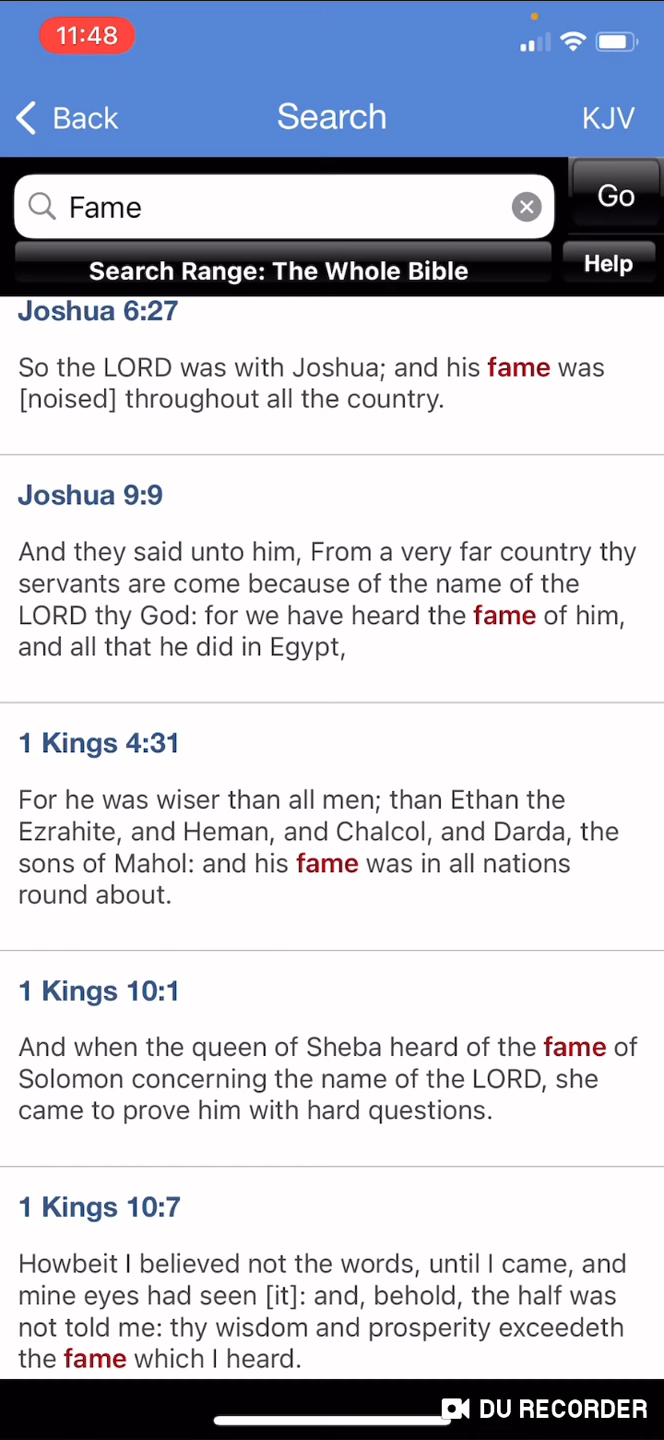 11:48
Back
Search
KJV
Fame
Go
Search Range: The Whole Bible
Help
Joshua 6:27
So the LORD was with Joshua; and his fame was
[noised] throughout all the country.
Joshua 9:9
And they said unto him, From a very far country thy
servants are come because of the name of the
LORD thy God: for we have heard the fame of him,
and all that he did in Egypt,
1 Kings 4:31
For he was wiser than all men; than Ethan the
Ezrahite, and Heman, and Chalcol, and Darda, the
sons of Mahol: and his fame was in all nations
round about.
1 Kings 10:1
And when the queen of Sheba heard of the fame of
Solomon concerning the name of the LORD, she
came to prove him with hard questions.
1 Kings 10:7
Howbeit I believed not the words, until I came, and
mine eyes had seen [it]: and, behold, the half was
not told me: thy wisdom and prosperity exceedeth
the fame which I heard.
DU RECORDER